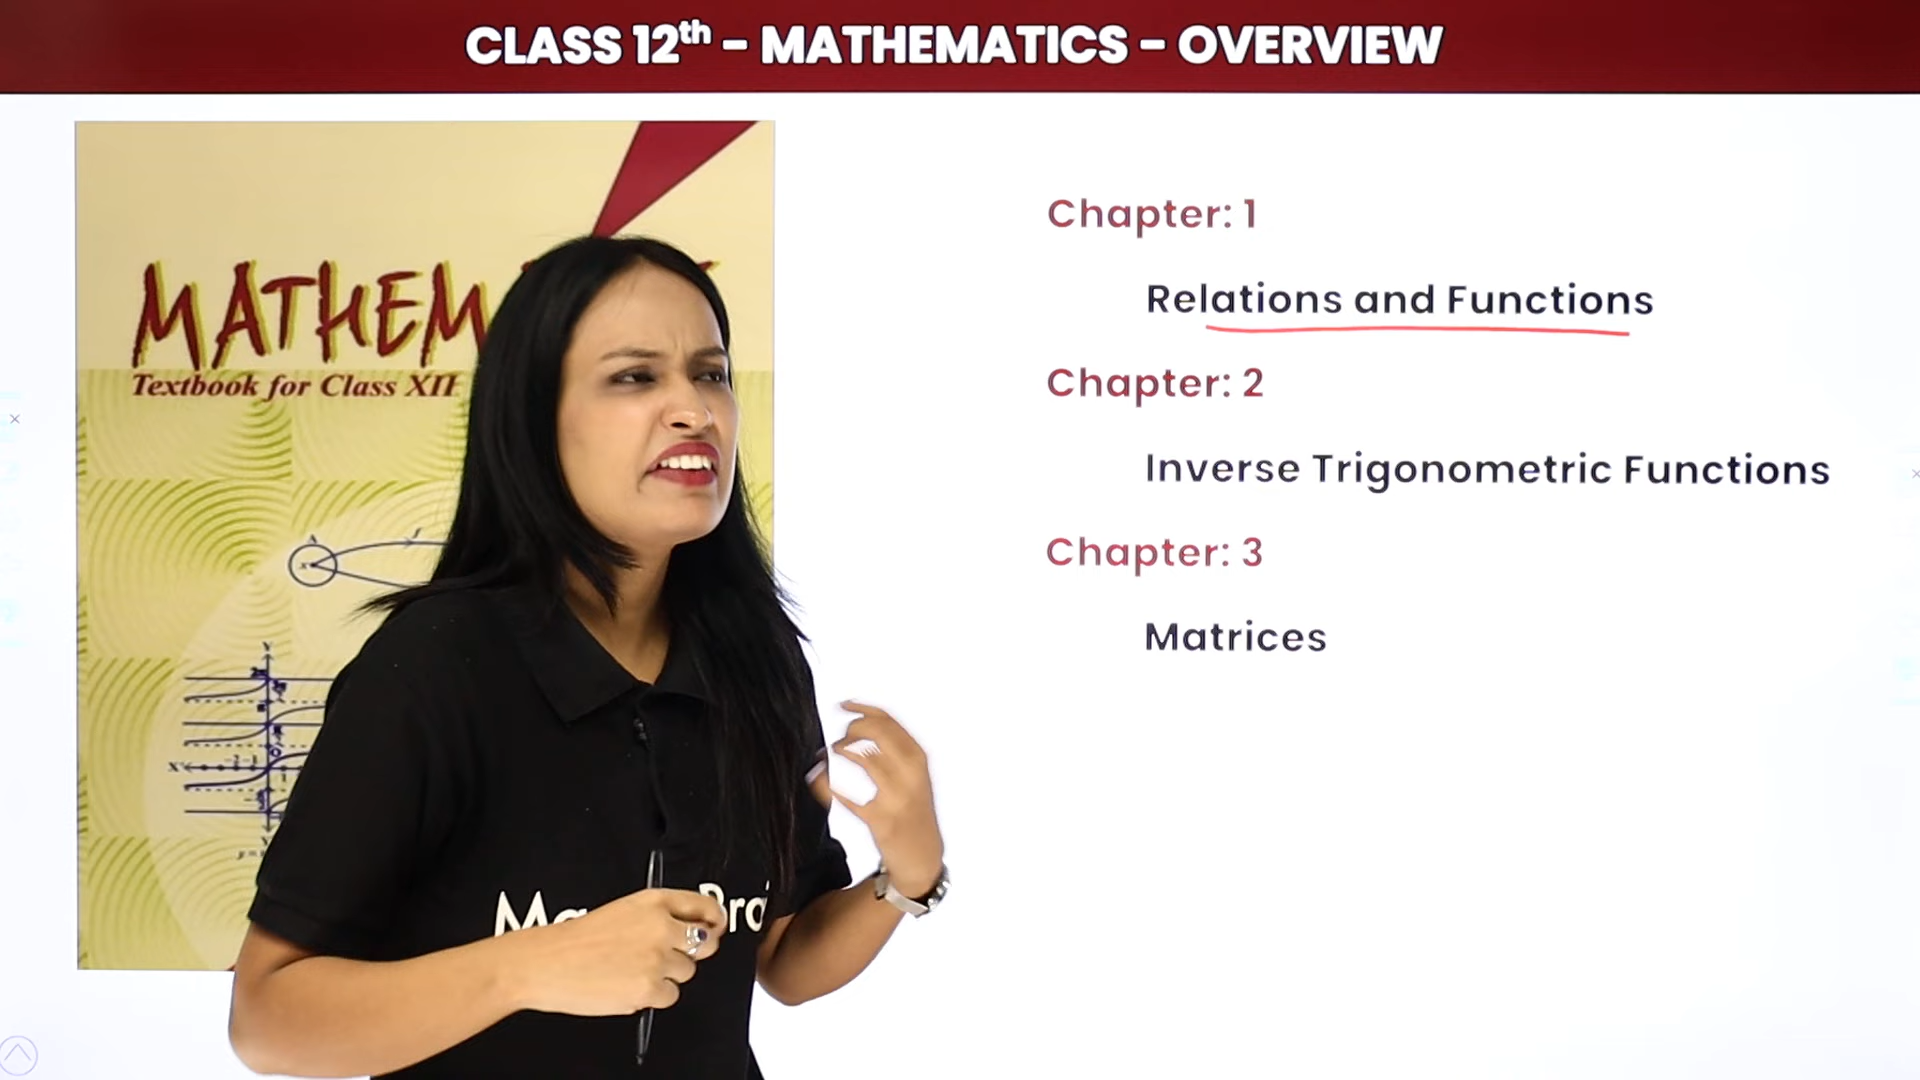 CLASS 12th – MATHEMATICS – OVERVIEW
MATHEM
Textbook for Class XII
Chapter: 1
Relations and Functions
Chapter: 2
Inverse Trigonometric Functions
Chapter: 3
Matrices